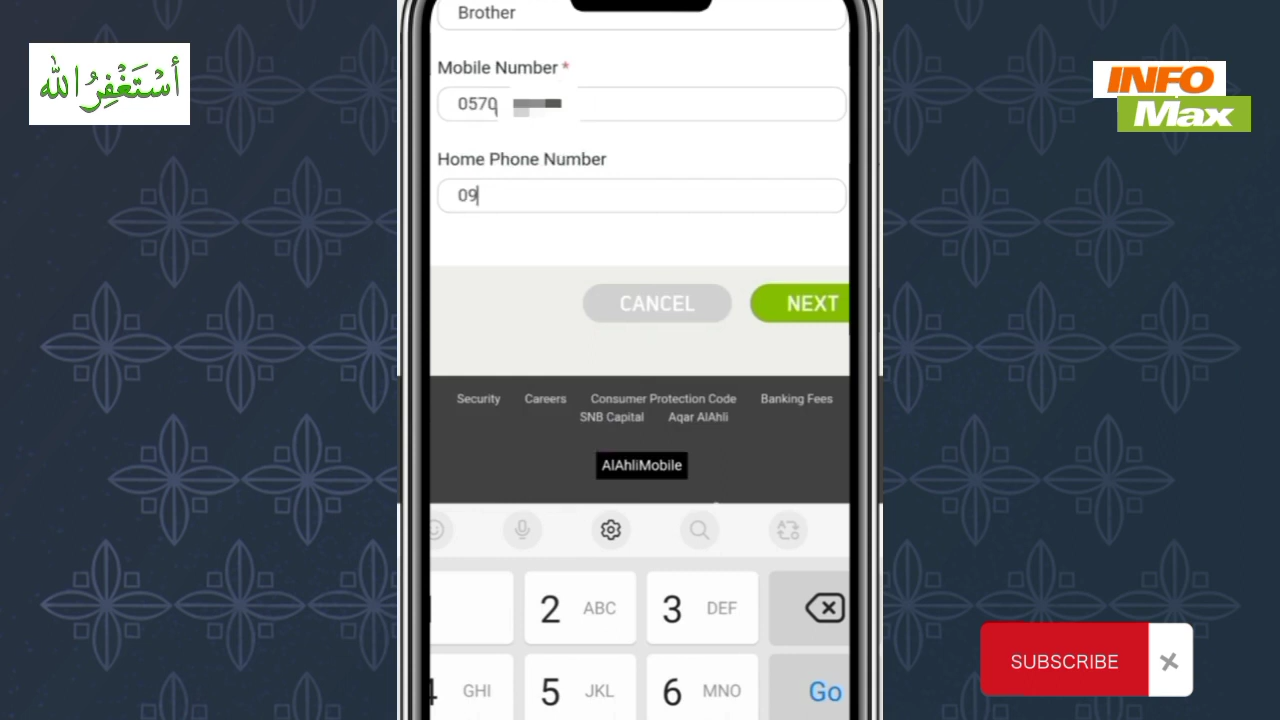 أَسْتَغْفِرُ الله
INFO
Max
Brother
Mobile Number *
0570
Home Phone Number
09
CANCEL NEXT
Security Careers Consumer Protection Code Banking Fees
SNB Capital Aqar AlAhli
AlAhliMobile
2 ABC 3 DEF
4 GHI 5 JKL 6 MNO Go
SUBSCRIBE